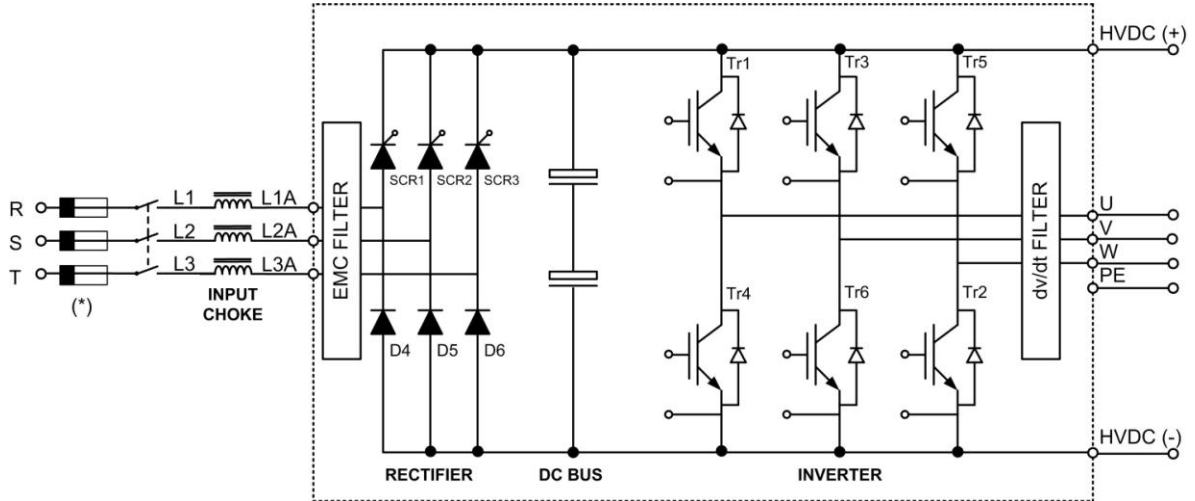 HVDC (+)
Tr1
Tr3
Tr5
SCR1
SCR2
SCR3
R
L1
L1A
S
L2
L2A
T
L3
L3A
(*)
INPUT
CHOKE
EMC FILTER
U
V
W
PE
dv/dt FILTER
Tr4
Tr6
Tr2
D4
D5
D6
HVDC (-)
RECTIFIER
DC BUS
INVERTER